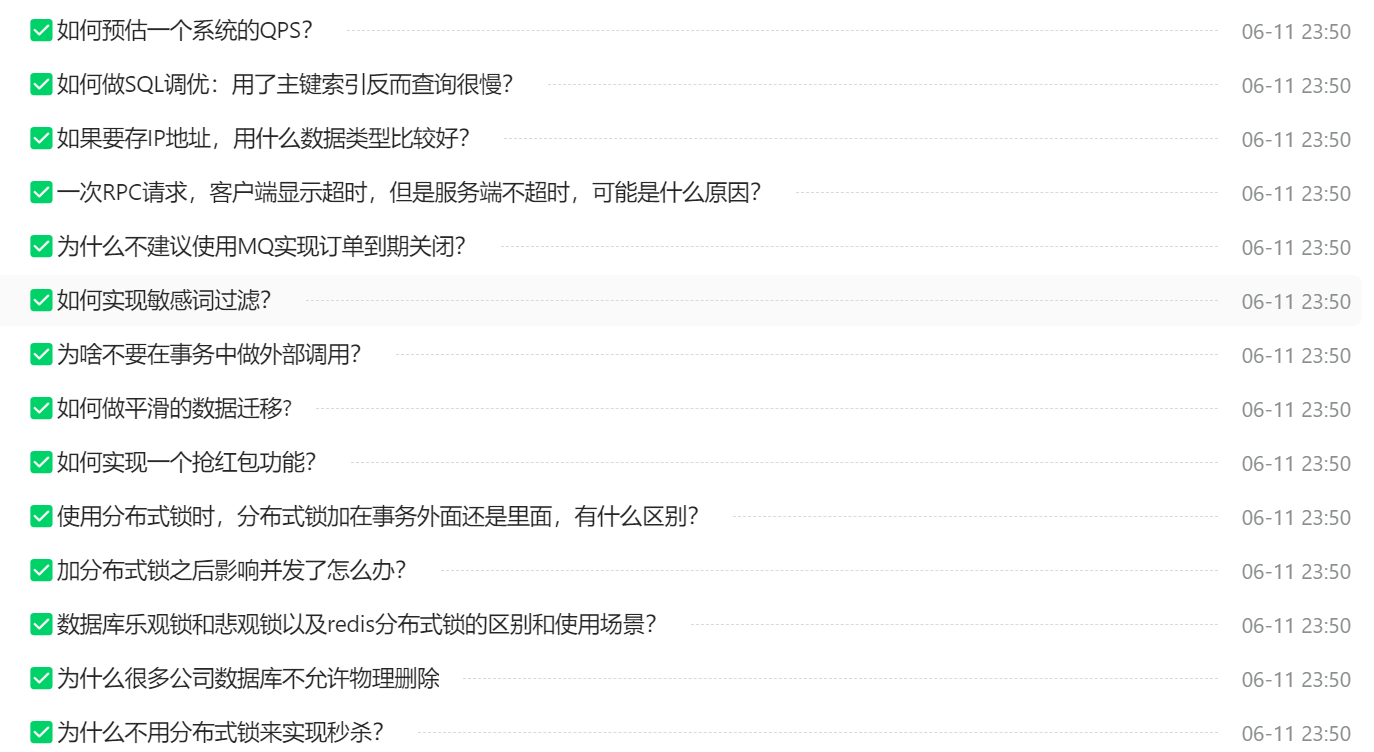 ✅如何预估一个系统的QPS？ 06-11 23:50
✅如何做SQL调优：用了主键索引反而查询很慢？ 06-11 23:50
✅如果要存IP地址，用什么数据类型比较好？ 06-11 23:50
✅一次RPC请求，客户端显示超时，但是服务端不超时，可能是什么原因？ 06-11 23:50
✅为什么不建议使用MQ实现订单到期关闭？ 06-11 23:50
✅如何实现敏感词过滤？ 06-11 23:50
✅为啥不要在事务中做外部调用？ 06-11 23:50
✅如何做平滑的数据迁移? 06-11 23:50
✅如何实现一个抢红包功能？ 06-11 23:50
✅使用分布式锁时，分布式锁加在事务外面还是里面，有什么区别？ 06-11 23:50
✅加分布式锁之后影响并发了怎么办？ 06-11 23:50
✅数据库乐观锁和悲观锁以及redis分布式锁的区别和使用场景？ 06-11 23:50
✅为什么很多公司数据库不允许物理删除 06-11 23:50
✅为什么不用分布式锁来实现秒杀？ 06-11 23:50